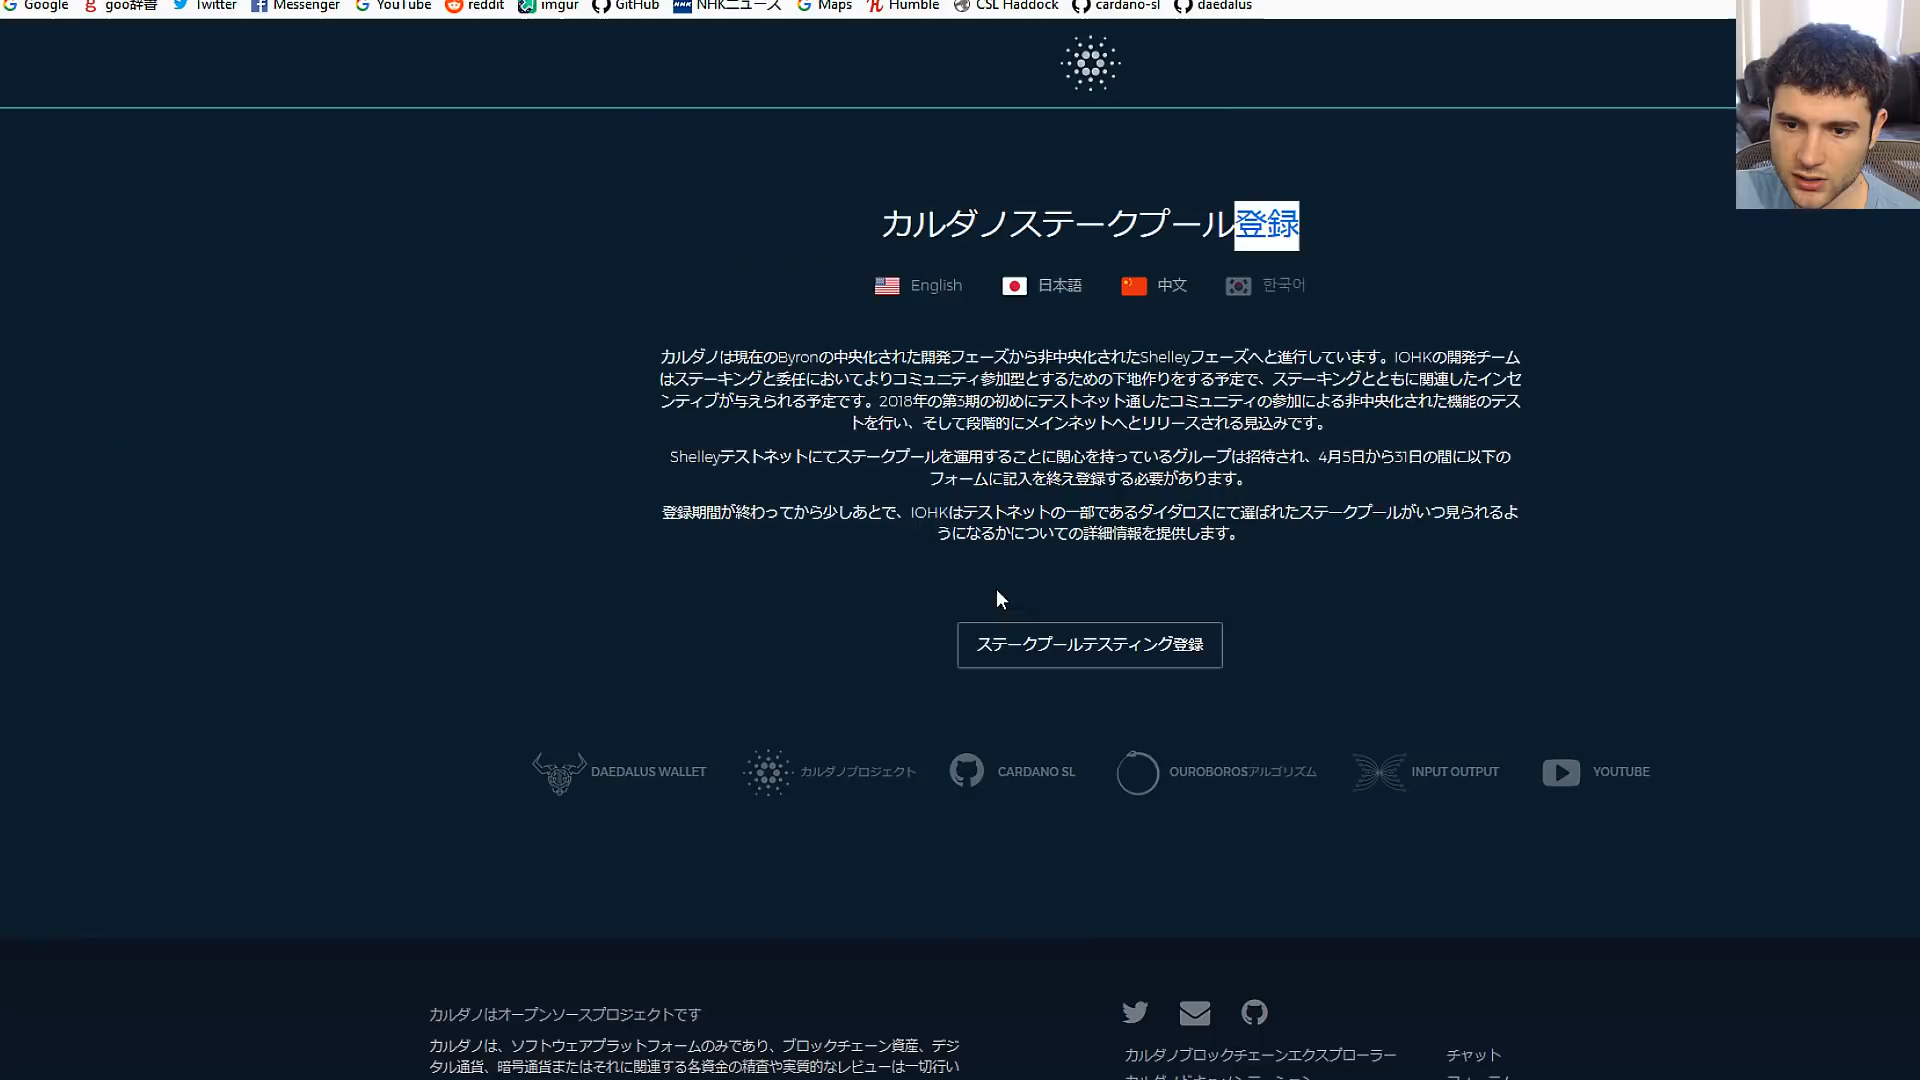 Google goo辞書 Twitter Messenger YouTube reddit imgur GitHub NHKニュース Maps Humble CSL Haddock cardano-sl daedalus
カルダノステークプール登録
English 日本語 中文 한국어
カルダノは現在のByronの中央化された開発フェーズから非中央化されたShelleyフェーズへと進行しています。IOHKの開発チーム
はステーキングと委任においてよりコミュニティ参加型とするための下地作りをする予定で、ステーキングとともに関連したインセ
ンティブが与えられる予定です。2018年の第3期の初めにテストネット通したコミュニティの参加による非中央化された機能のテス
トを行い、そして段階的にメインネットへとリリースされる見込みです。
Shelleyテストネットにてステークプールを運用することに関心を持っているグループは招待され、4月5日から31日の間に以下の
フォームに記入を終え登録する必要があります。
登録期間が終わってから少しあとで、IOHKはテストネットの一部であるダイダロスにて選ばれたステークプールがいつ見られるよ
うになるかについての詳細情報を提供します。
ステークプールテスティング登録
DAEDALUS WALLET カルダノプロジェクト CARDANO SL OUROBOROSアルゴリズム INPUT OUTPUT YOUTUBE
カルダノはオープンソースプロジェクトです
カルダノは、ソフトウェアプラットフォームのみであり、ブロックチェーン資産、デジ
タル通貨、暗号通貨またはそれに関連する各資金の精査や実質的なレビューは一切行い
カルダノブロックチェーンエクスプローラー チャット